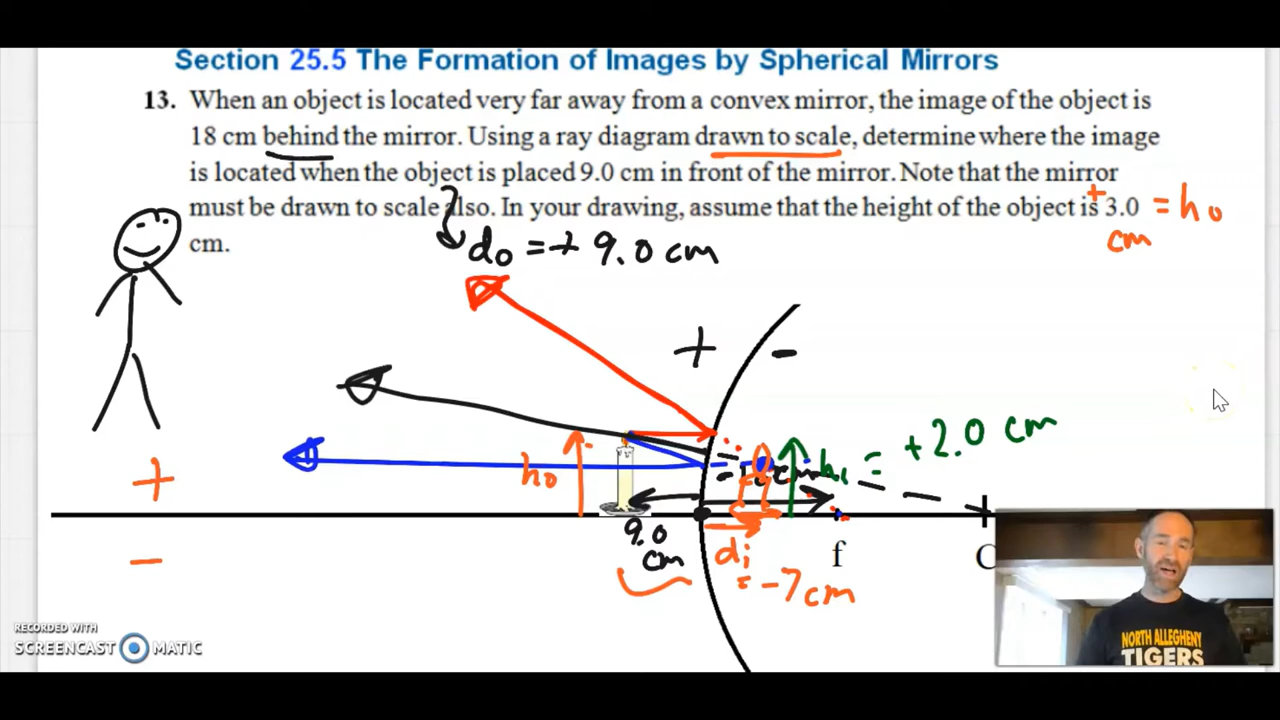 Section 25.5 The Formation of Images by Spherical Mirrors
13. When an object is located very far away from a convex mirror, the image of the object is
18 cm behind the mirror. Using a ray diagram drawn to scale, determine where the image
is located when the object is placed 9.0 cm in front of the mirror. Note that the mirror
must be drawn to scale also. In your drawing, assume that the height of the object is + 3.0 = ho
cm.
cm
do = + 9.0 cm
+ -
+2.0 cm
ho
hi =
+
9.0
cm
di
= -7 cm
f
C
-
RECORDED WITH
SCREENCAST MATIC
NORTH ALLEGHENY
TIGERS